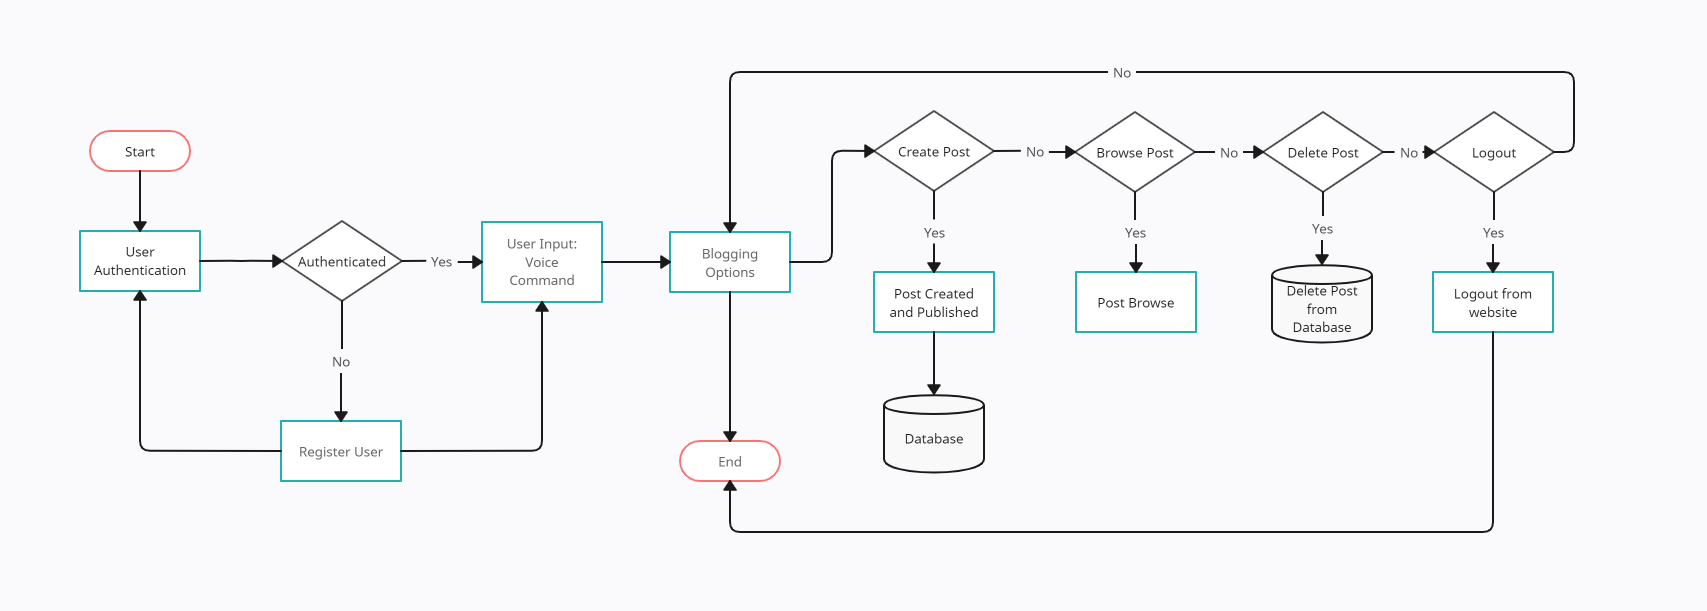 Start
User
Authentication
Authenticated
Yes
No
Register User
User Input:
Voice
Command
Blogging
Options
End
No
Create Post
No
Browse Post
No
Delete Post
No
Logout
Yes
Yes
Yes
Yes
Post Created
and Published
Post Browse
Delete Post
from
Database
Logout from
website
Database